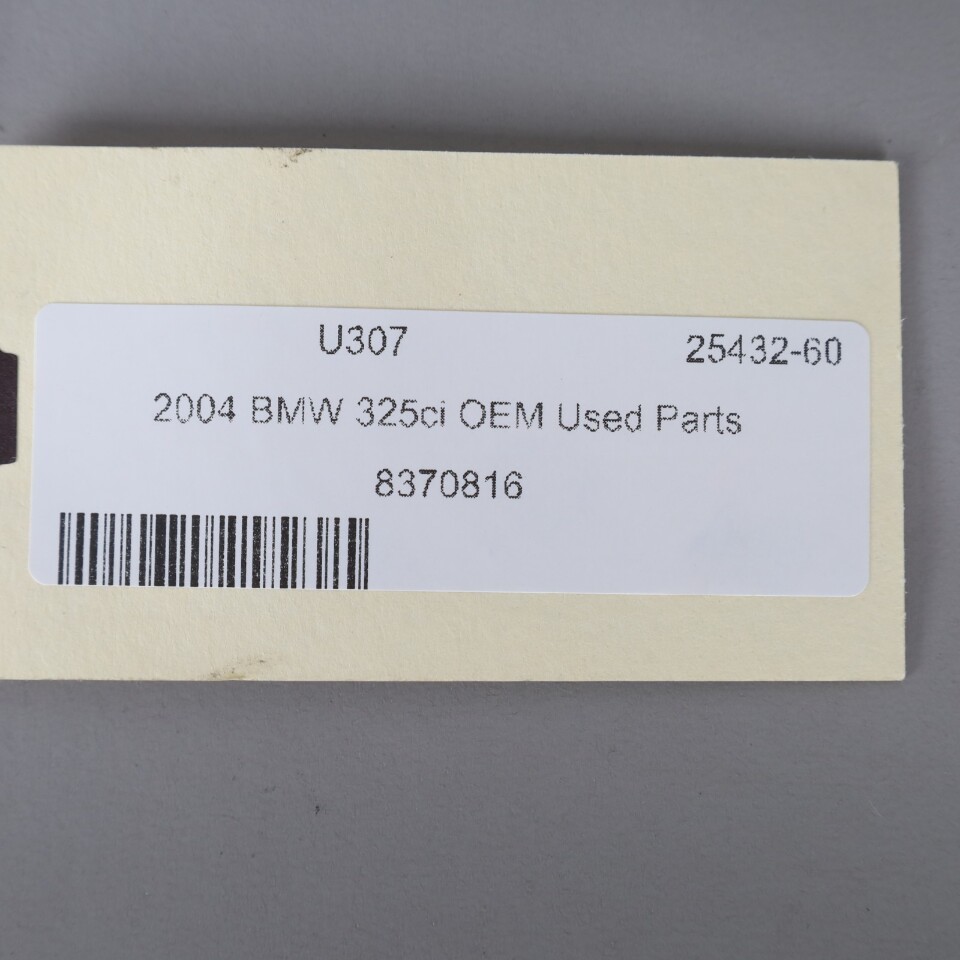 U307 25432-60
2004 BMW 325ci OEM Used Parts
8370816